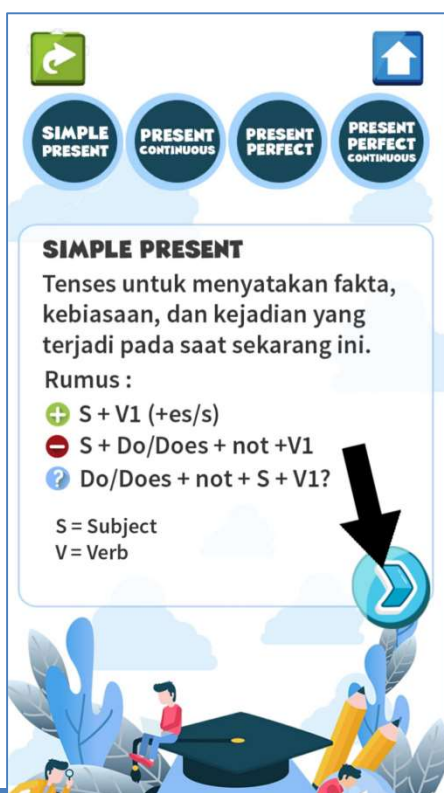 SIMPLE
PRESENT
PRESENT
CONTINUOUS
PRESENT
PERFECT
PRESENT
PERFECT
CONTINUOUS
SIMPLE PRESENT
Tenses untuk menyatakan fakta,
kebiasaan, dan kejadian yang
terjadi pada saat sekarang ini.
Rumus :
+ S + V1 (+es/s)
- S + Do/Does + not +V1
? Do/Does + not + S + V1?
S = Subject
V = Verb